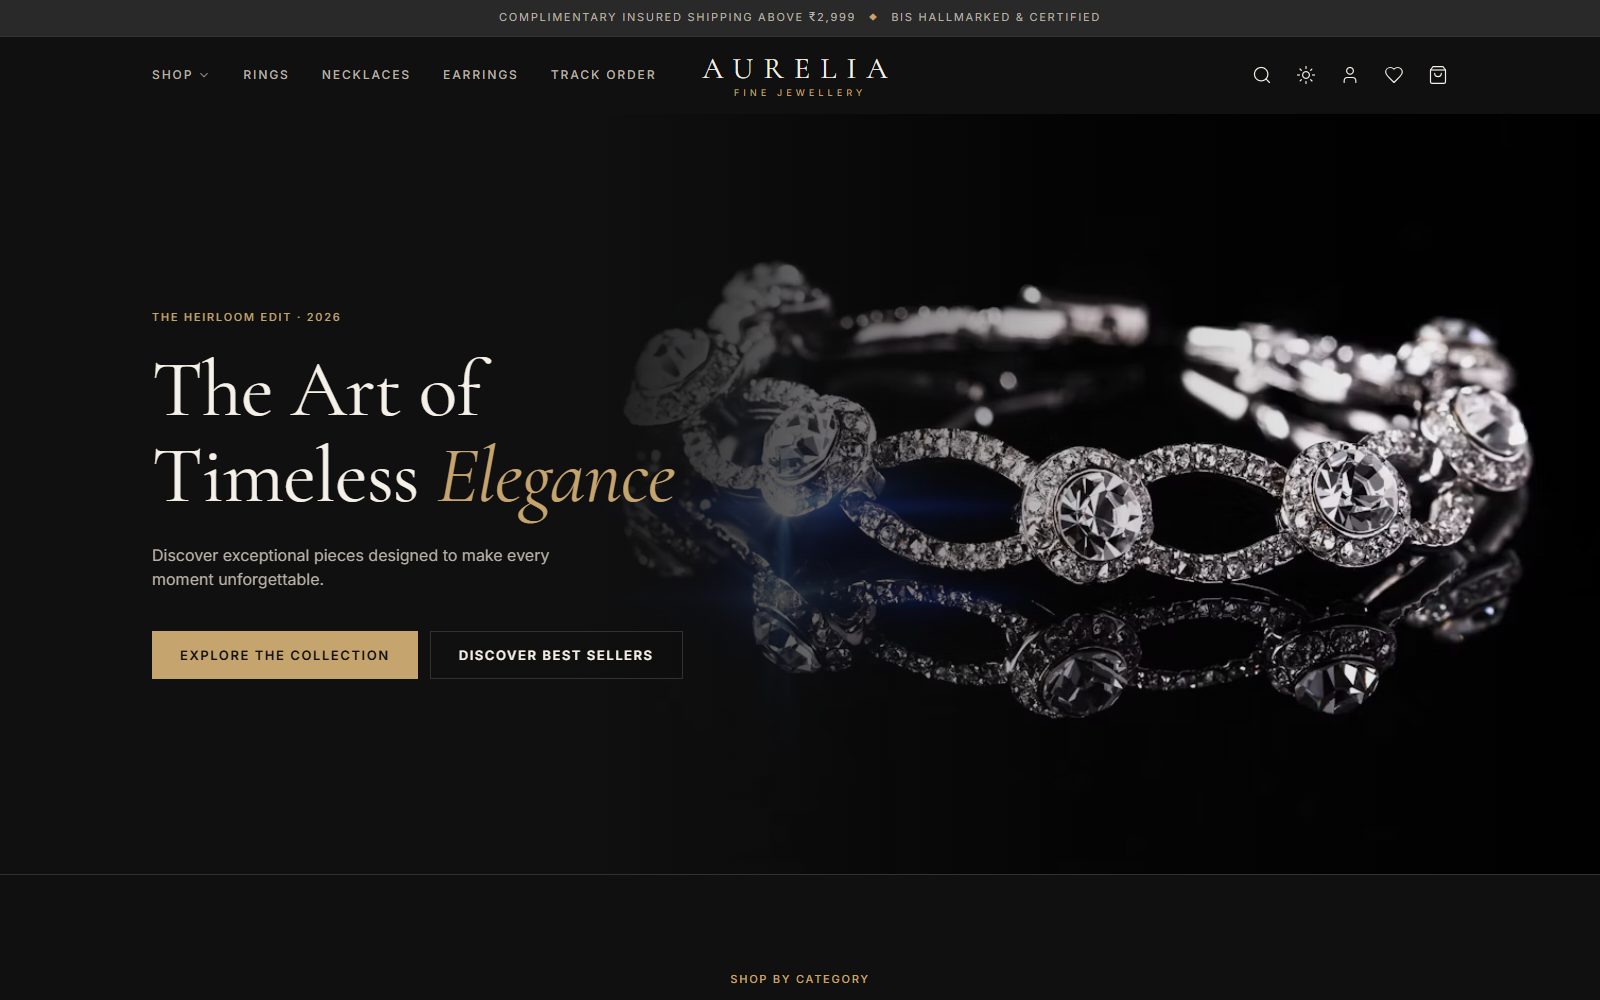 COMPLIMENTARY INSURED SHIPPING ABOVE ₹2,999 ◆ BIS HALLMARKED & CERTIFIED
SHOP RINGS NECKLACES EARRINGS TRACK ORDER
AURELIA
FINE JEWELLERY
THE HEIRLOOM EDIT · 2026
The Art of
Timeless Elegance
Discover exceptional pieces designed to make every
moment unforgettable.
EXPLORE THE COLLECTION
DISCOVER BEST SELLERS
SHOP BY CATEGORY